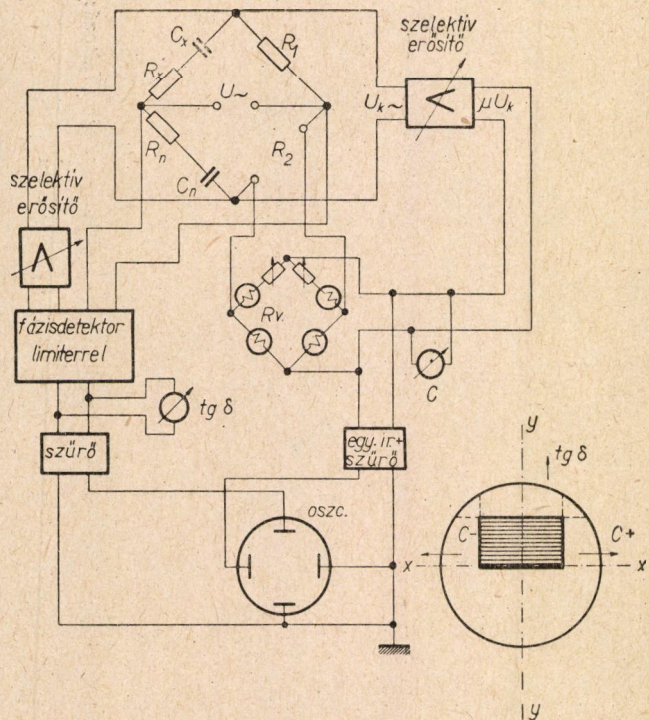 Cx
R1
szelektív
erősítő
Rx
U~
Uk~
μUk
Rn
R2
Cn
szelektív
erősítő
Rv.
fázisdetektor
limiterrel
C
tg δ
szűrő
egy. ir+
szűrő
y
tg δ
oszc.
C-
C+
x
x
y